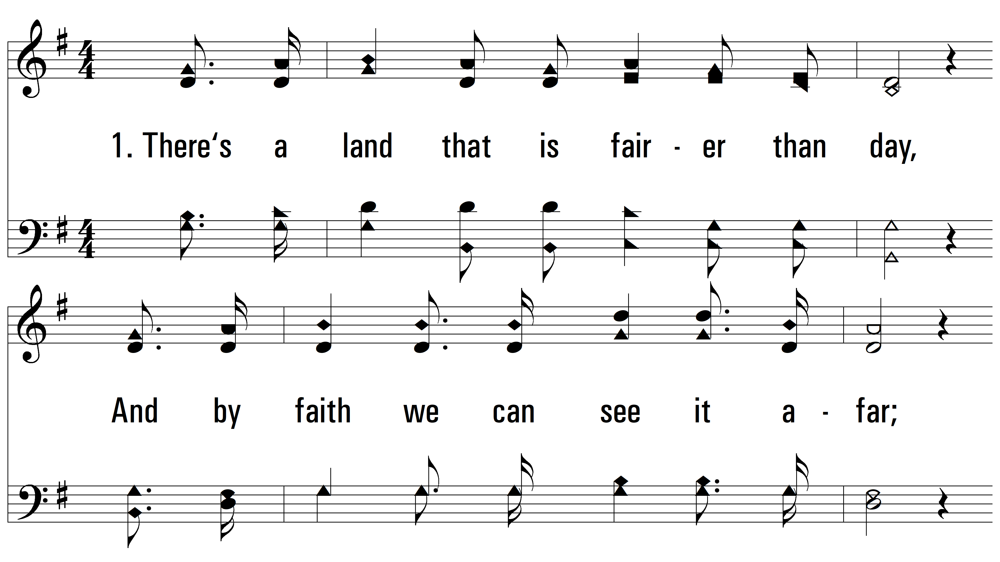 1. There‘s a land that is fair - er than day,
And by faith we can see it a - far;